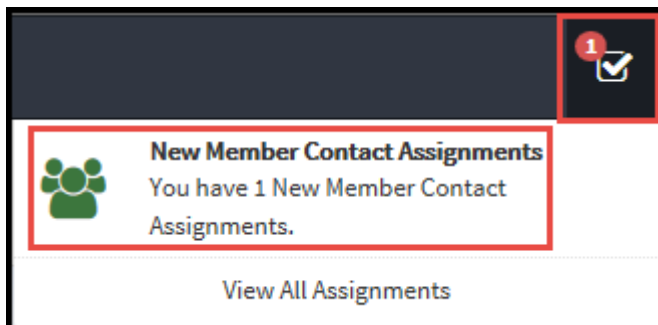 1
New Member Contact Assignments
You have 1 New Member Contact
Assignments.
View All Assignments